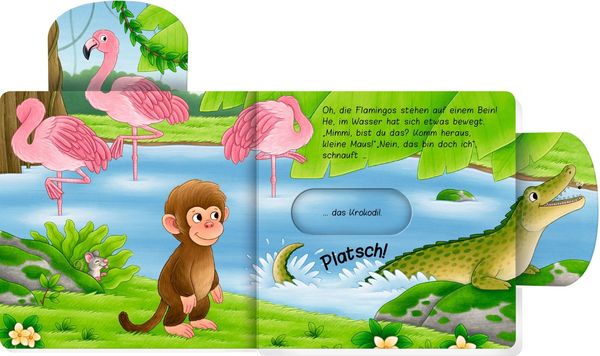 Oh, die Flamingos stehen auf einem Bein!
He, im Wasser hat sich etwas bewegt.
„Mimmi, bist du das? Komm heraus,
kleine Maus!“ „Nein, das bin doch ich“,
schnauft ...
... das Krokodil.
Platsch!